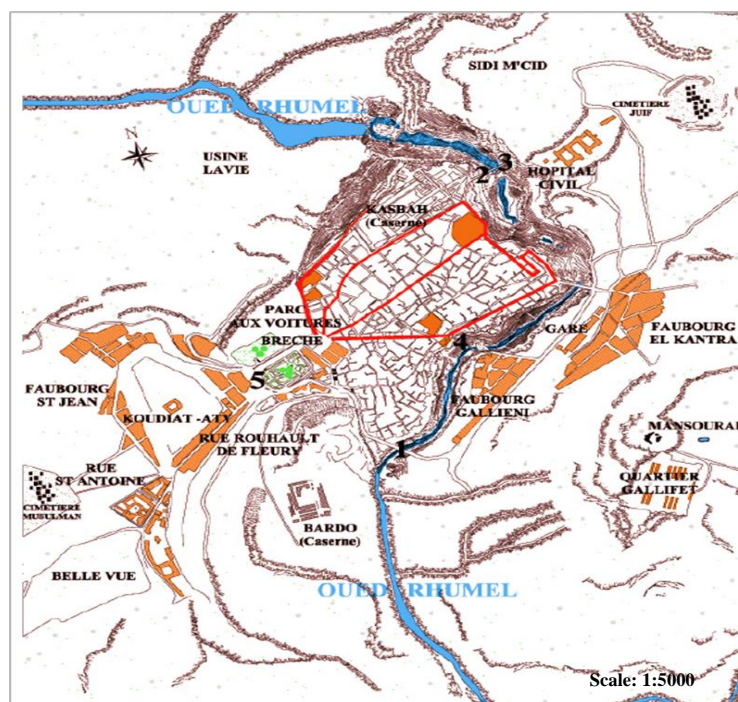 SIDI M'CID
CIMETIERE
JUIF
OUED RHUMEL
N
USINE
LAVIE
3
2
HOPITAL
CIVIL
KASBAH
(Caserne)
PARC
AUX VOITURES
BRECHE
GARE
FAUBOURG
EL KANTRA
4
5
FAUBOURG
ST JEAN
KOUDIAT -ATY
FAUBOURG
GALLIENI
MANSOURAH
RUE ROUHAULT
DE FLEURY
1
RUE
ST ANTOINE
QUARTIER
GALLIFET
CIMETIERE
MUSULMAN
BARDO
(Caserne)
BELLE VUE
OUED RHUMEL
Scale: 1:5000